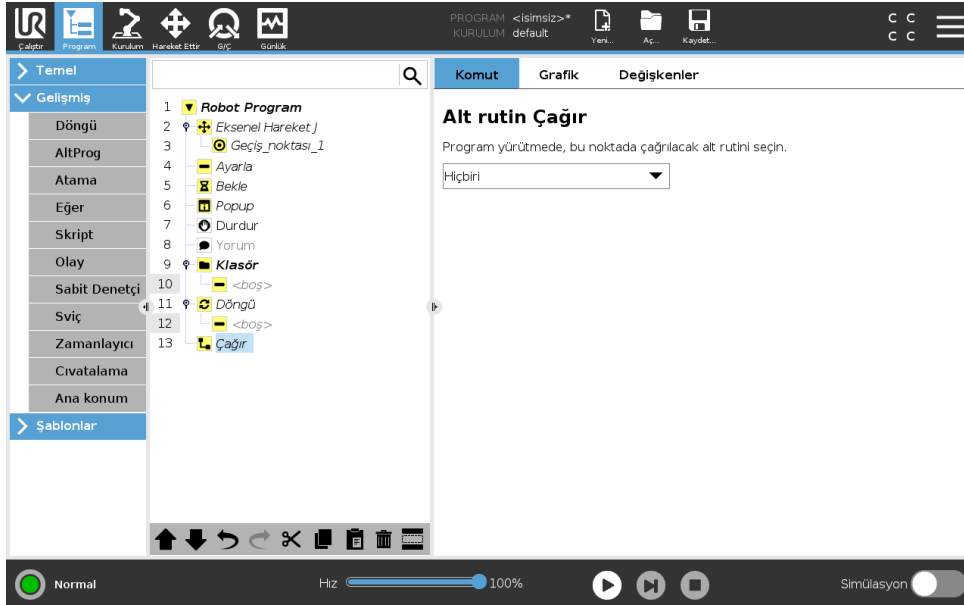 UR
Çalıştır
Program
Kurulum
Hareket Ettir
G/Ç
Günlük
PROGRAM <isimsiz>*
KURULUM default
Yeni...
Aç...
Kaydet...
C C
C C
Temel
Gelişmiş
Döngü
AltProg
Atama
Eğer
Skript
Olay
Sabit Denetçi
Sviç
Zamanlayıcı
Cıvatalama
Ana konum
Şablonlar
1 Robot Program
2 Eksenel Hareket J
3 Geçiş_noktası_1
4 Ayarla
5 Bekle
6 Popup
7 Durdur
8 Yorum
9 Klasör
10 <boş>
11 Döngü
12 <boş>
13 Çağır
Komut Grafik Değişkenler
Alt rutin Çağır
Program yürütmede, bu noktada çağrılacak alt rutini seçin.
Hiçbiri
Normal
Hız 100%
Simülasyon